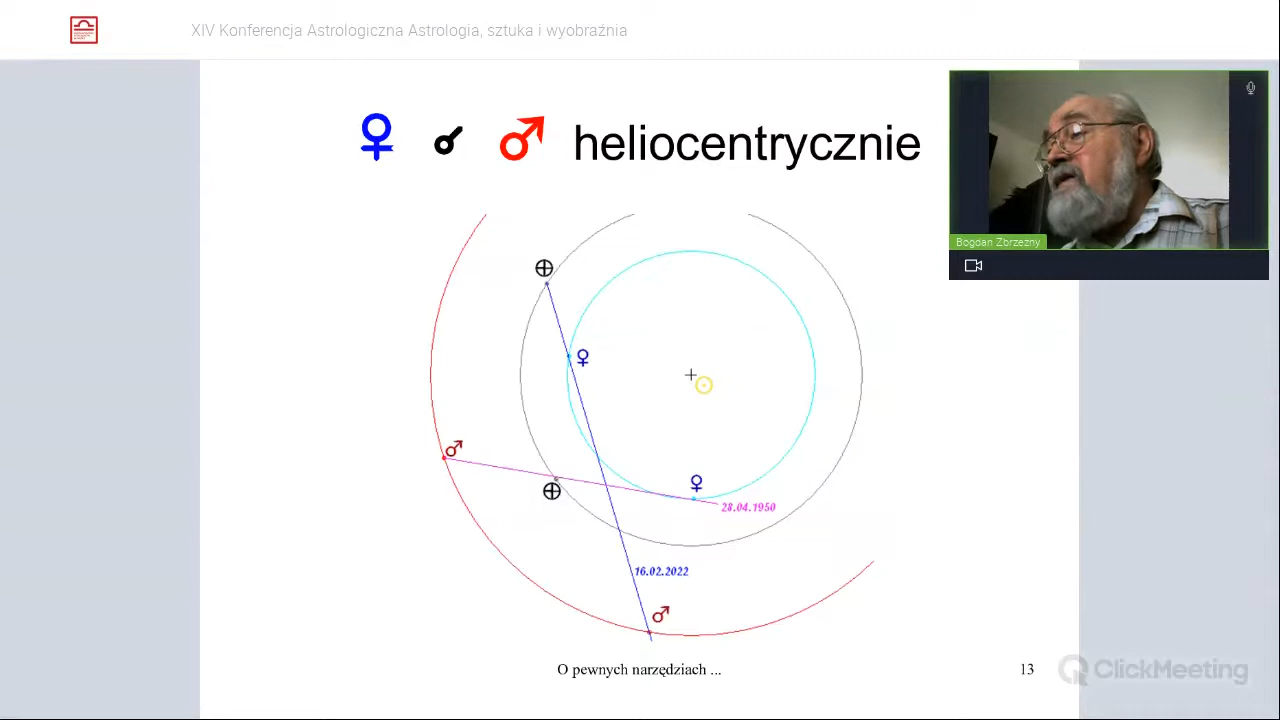 XIV Konferencja Astrologiczna Astrologia, sztuka i wyobraźnia
♀ ☌ ♂ heliocentrycznie
Bogdan Zbrzezny
28.04.1950
16.02.2022
O pewnych narzędziach ...
13
ClickMeeting